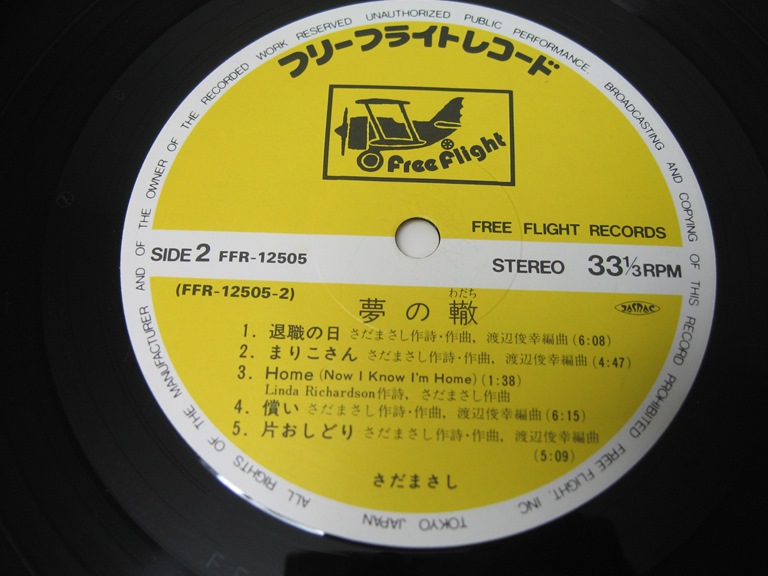 ALL RIGHTS OF THE MANUFACTURER AND OF THE OWNER OF THE RECORDED WORK RESERVED UNAUTHORIZED PUBLIC PERFORMANCE, BROADCASTING AND COPYING OF THIS RECORD PROHIBITED FREE FLIGHT, INC. TOKYO JAPAN
フリーフライトレコード
Free Flight
FREE FLIGHT RECORDS
SIDE 2 FFR-12505
STEREO 33 1/3 RPM
(FFR-12505-2)
わだち
夢の轍
JASRAC
1. 退職の日 さだまさし作詩・作曲, 渡辺俊幸編曲 (6:08)
2. まりこさん さだまさし作詩・作曲, 渡辺俊幸編曲 (4:47)
3. Home (Now I Know I'm Home) (1:38)
Linda Richardson作詩, さだまさし作曲
4. 償い さだまさし作詩・作曲, 渡辺俊幸編曲 (6:15)
5. 片おしどり さだまさし作詩・作曲, 渡辺俊幸編曲
(5:09)
さだまさし